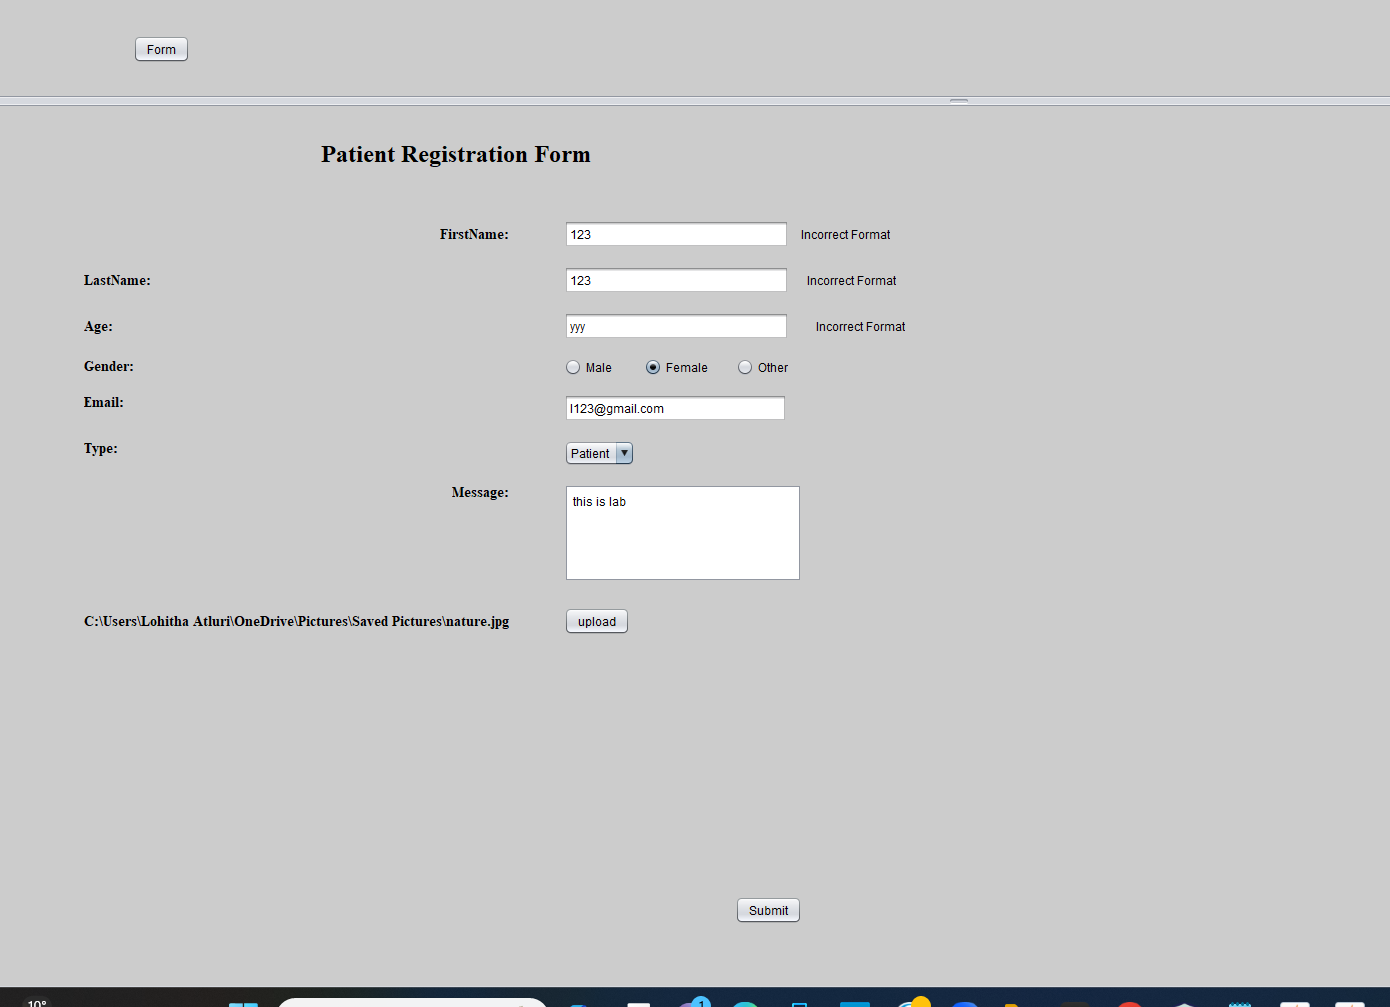 Form
Patient Registration Form
FirstName: 123 Incorrect Format
LastName: 123 Incorrect Format
Age: yyy Incorrect Format
Gender: Male Female Other
Email: l123@gmail.com
Type: Patient
Message: this is lab
C:\Users\Lohitha Atluri\OneDrive\Pictures\Saved Pictures\nature.jpg upload
Submit
10°
1